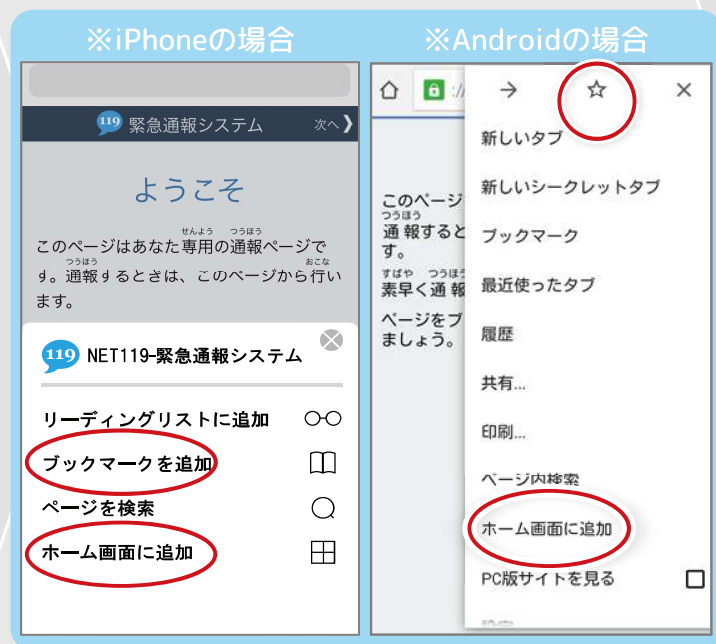 ※iPhoneの場合
119 緊急通報システム 次へ❯
ようこそ
せんよう つうほう
このページはあなた専用の通報ページで
つうほう おこな
す。通報するときは、このページから行い
ます。
119 NET119-緊急通報システム
リーディングリストに追加
ブックマークを追加
ページを検索
ホーム画面に追加
※Androidの場合
://
このページ
つうほう
通報すると
す。
すばや つうほう
素早く通報
ページをブ
ましょう。
新しいタブ
新しいシークレットタブ
ブックマーク
最近使ったタブ
履歴
共有...
印刷...
ページ内検索
ホーム画面に追加
PC版サイトを見る